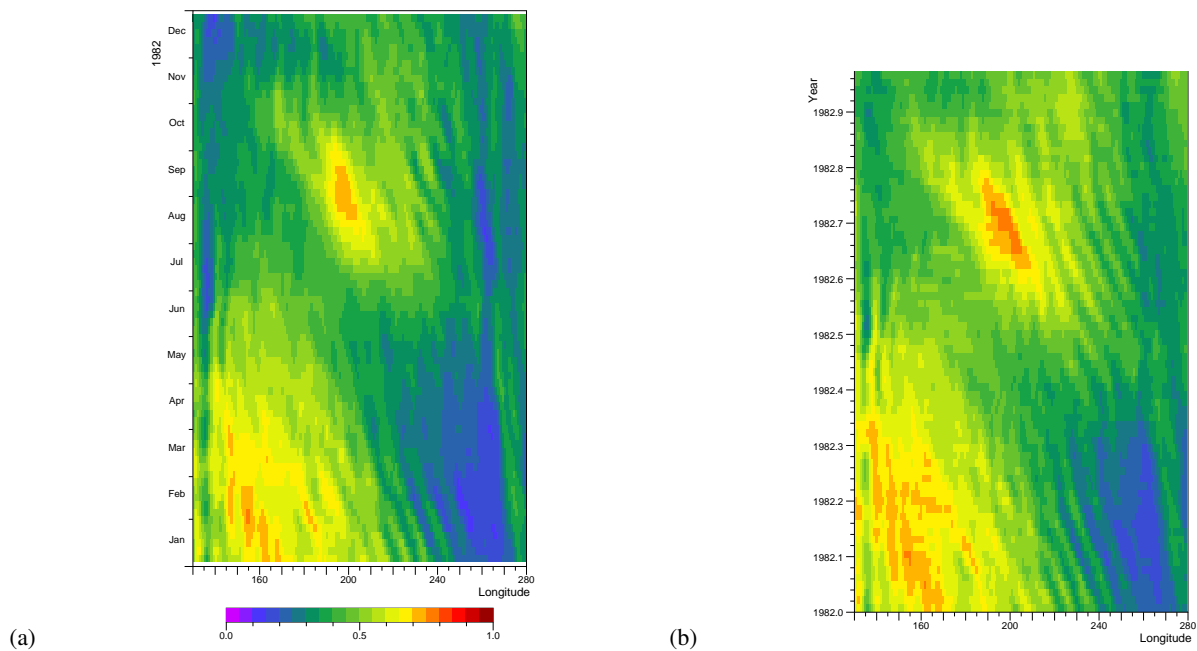 1982
Dec
Nov
Oct
Sep
Aug
Jul
Jun
May
Apr
Mar
Feb
Jan
160 200 240 280
Longitude
0.0 0.5 1.0
(a)
Year
1982.9
1982.8
1982.7
1982.6
1982.5
1982.4
1982.3
1982.2
1982.1
1982.0
160 200 240 280
Longitude
(b)